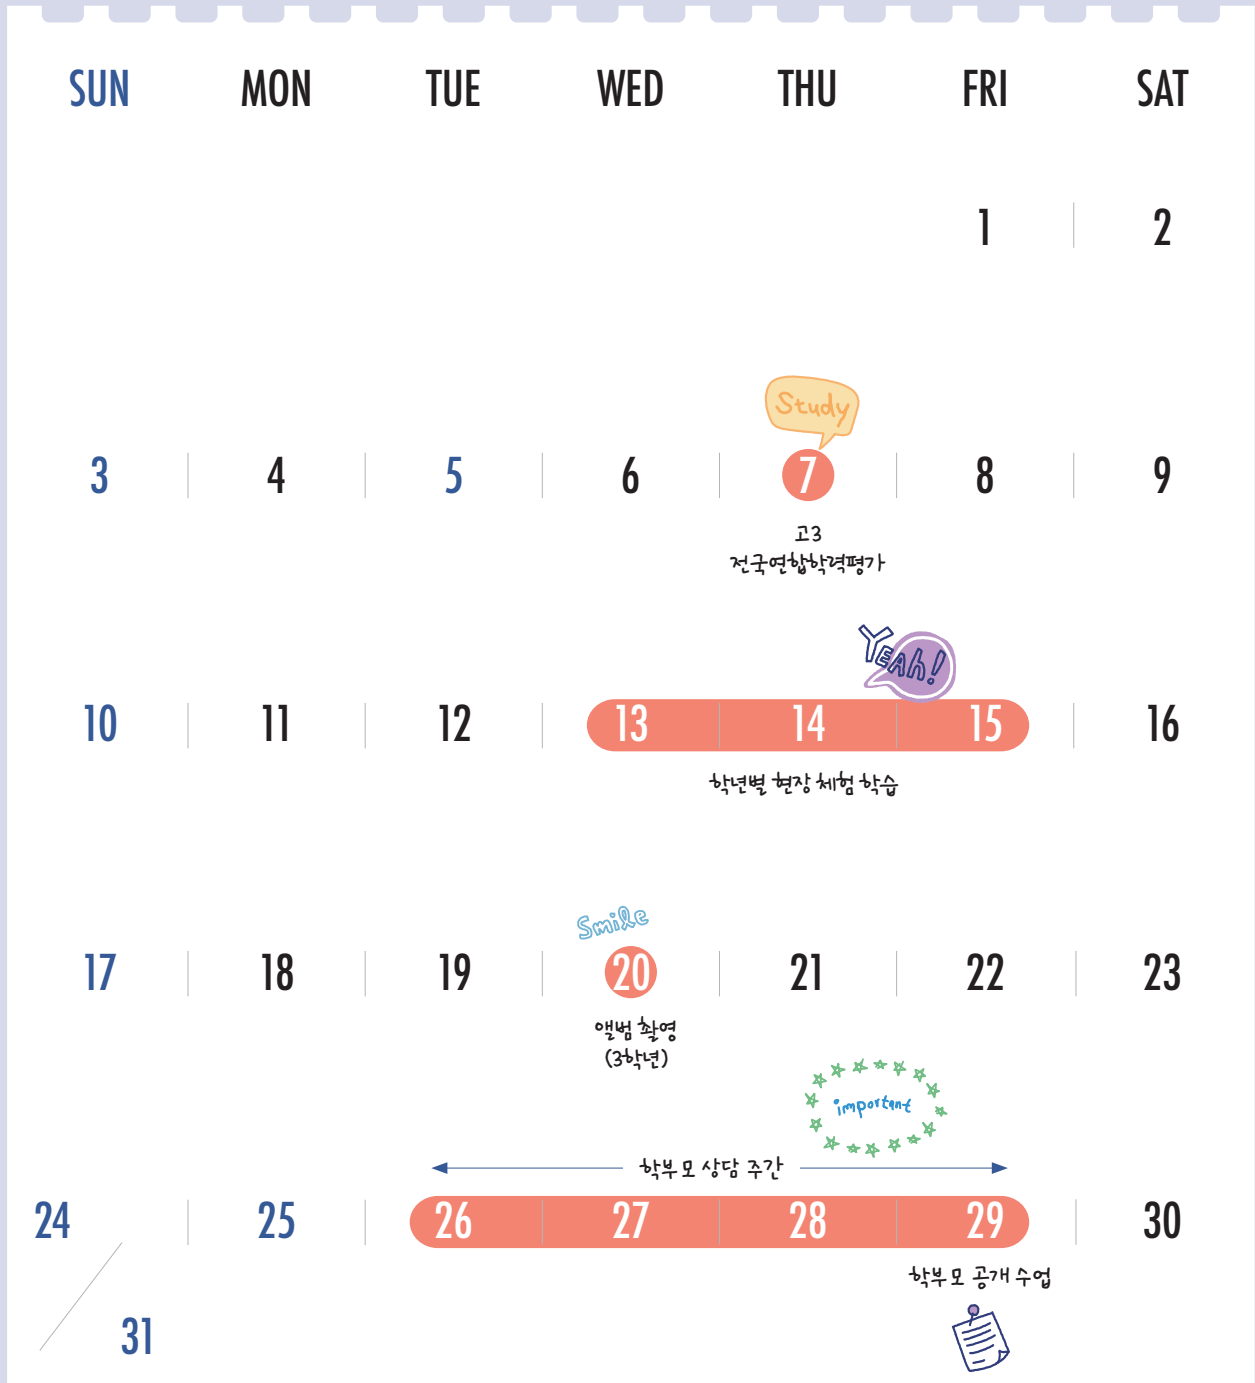 SUN MON TUE WED THU FRI SAT
1 2
Study
3 4 5 6 7 8 9
고3
전국연합학력평가
YEAh!
10 11 12 13 14 15 16
학년별 현장 체험 학습
Smile
17 18 19 20 21 22 23
앨범 촬영
(3학년)
important
학부모 상담 주간
24 25 26 27 28 29 30
학부모 공개 수업
31